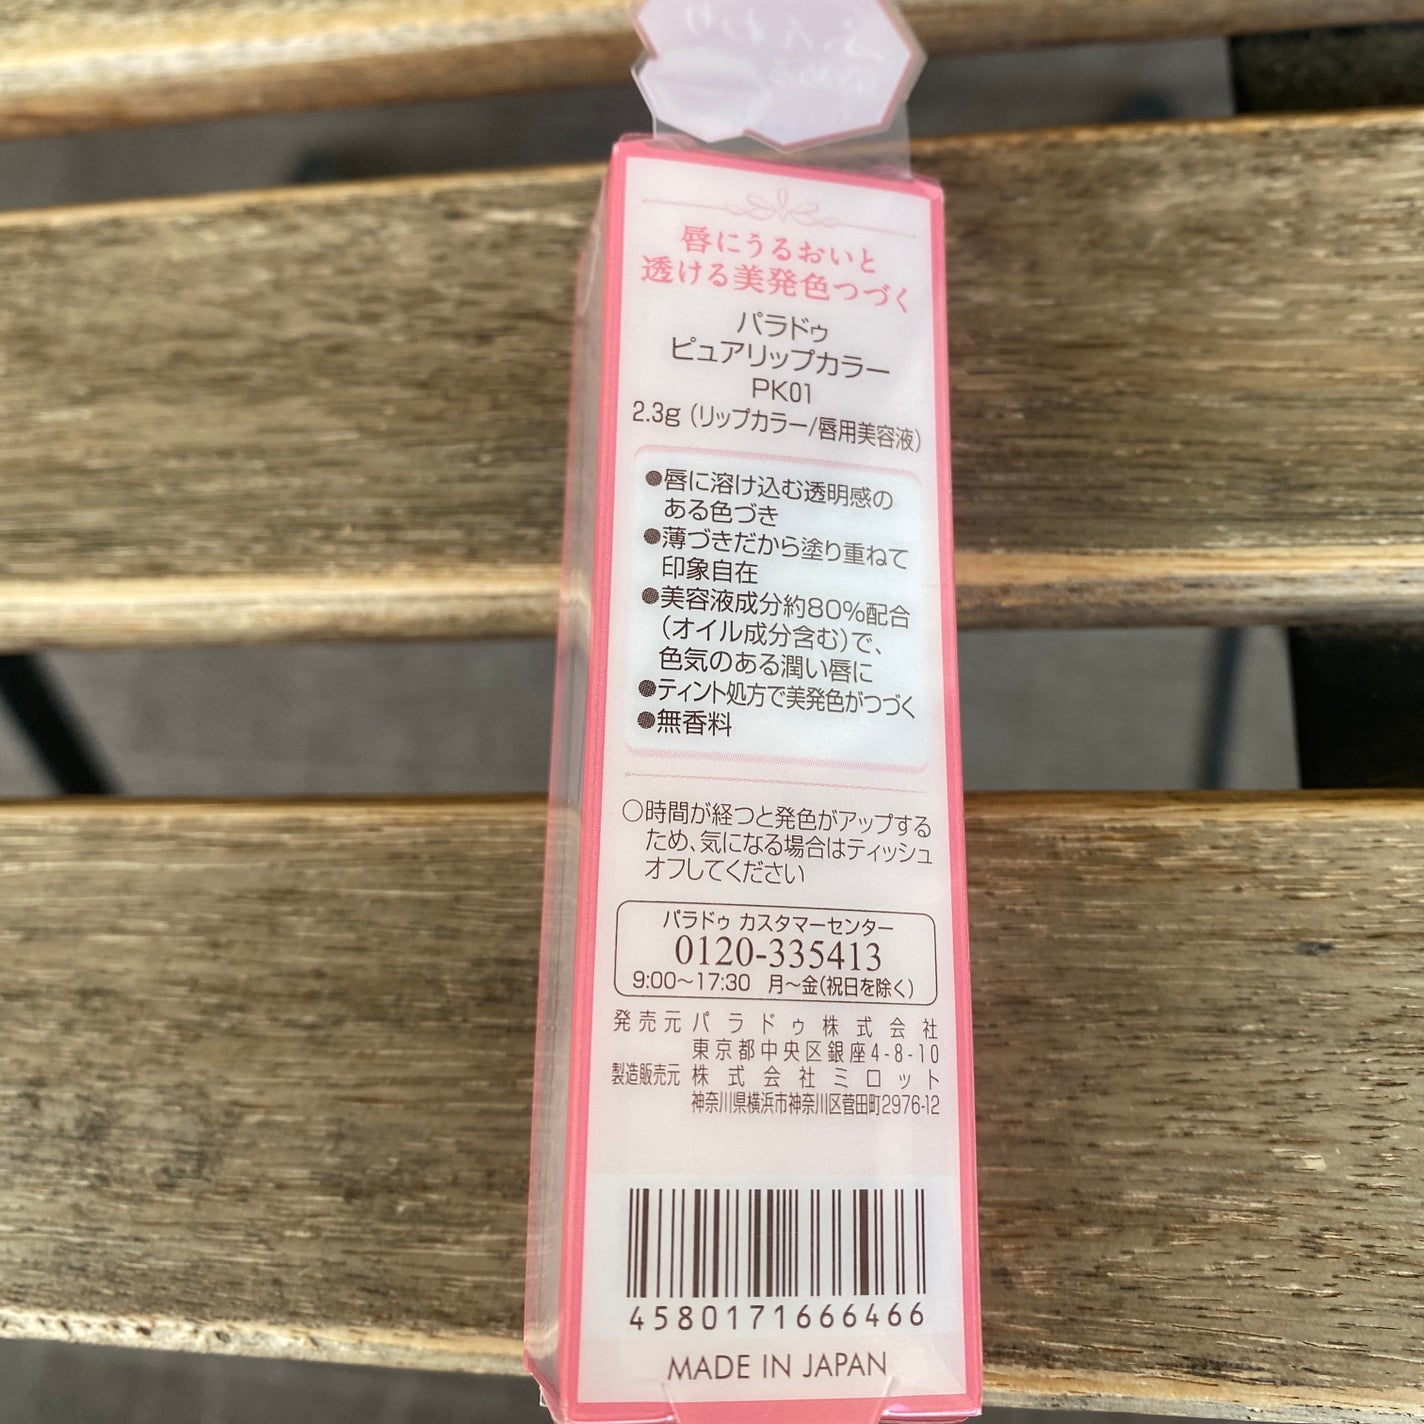 唇にうるおいと
透ける美発色つづく
パラドゥ
ピュアリップカラー
PK01
2.3g（リップカラー/唇用美容液）
●唇に溶け込む透明感の
ある色づき
●薄づきだから塗り重ねて
印象自在
●美容液成分約80%配合
（オイル成分含む）で、
色気のある潤い唇に
●ティント処方で美発色がつづく
●無香料
○時間が経つと発色がアップする
ため、気になる場合はティッシュ
オフしてください
パラドゥ カスタマーセンター
0120-335413
9:00～17:30 月～金(祝日を除く)
発売元 パラドゥ株式会社
東京都中央区銀座4-8-10
製造販売元 株式会社ミロット
神奈川県横浜市神奈川区菅田町2976-12
4580171666466
MADE IN JAPAN